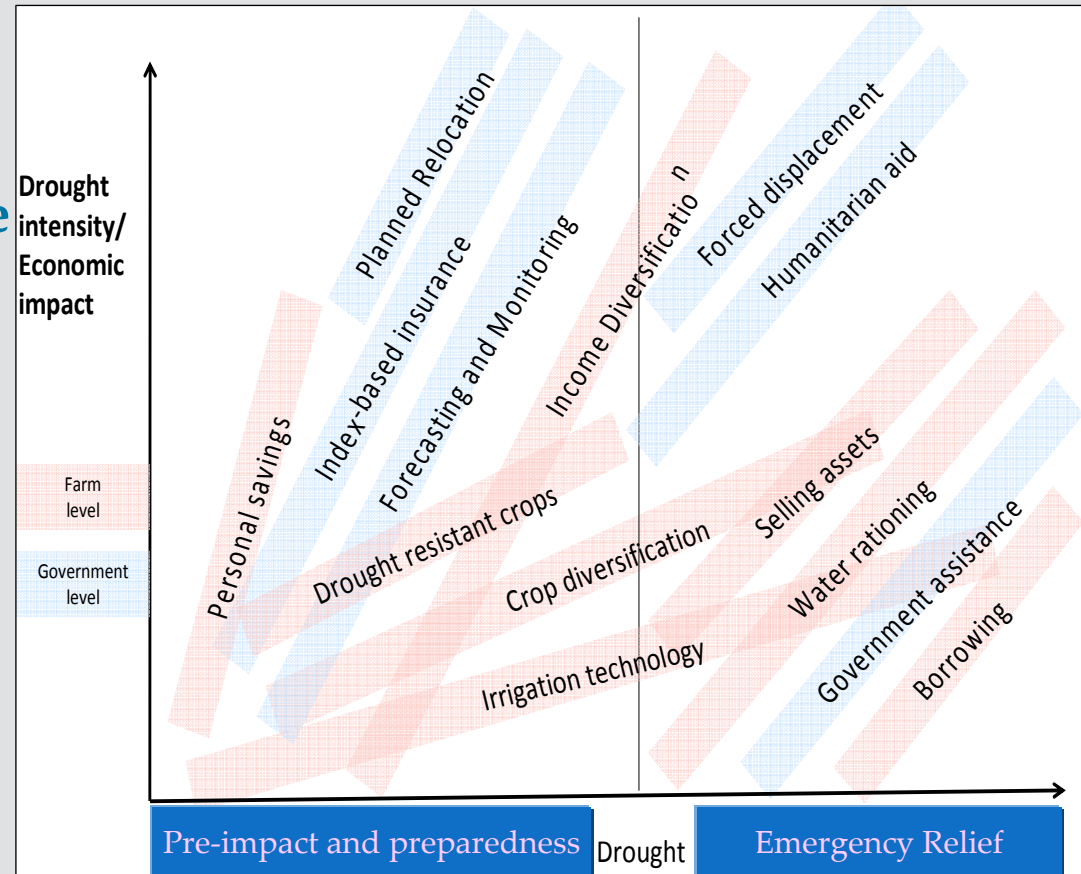 e
Drought
intensity/
Economic
impact
Farm
level
Government
level
Personal savings
Planned Relocation
Index-based insurance
Forecasting and Monitoring
Income Diversificatio n
Forced displacement
Humanitarian aid
Drought resistant crops
Crop diversification
Irrigation technology
Selling assets
Water rationing
Government assistance
Borrowing
Pre-impact and preparedness
Drought
Emergency Relief